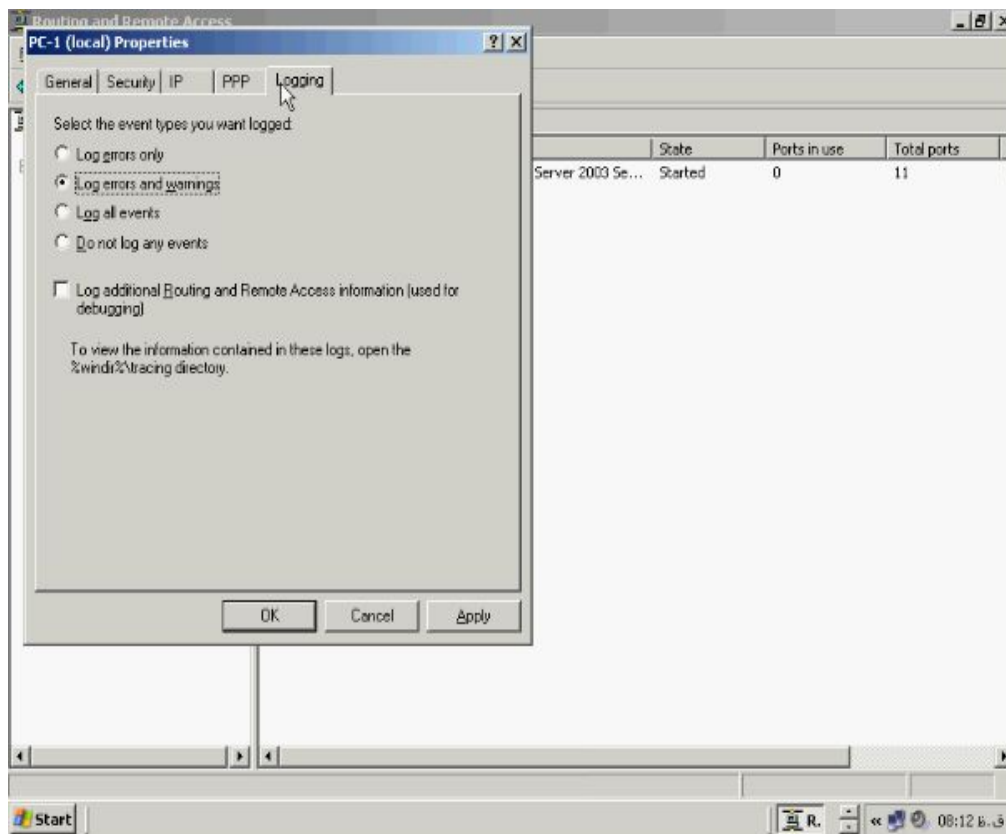 Routing and Remote Access
PC-1 (local) Properties
General Security IP PPP Logging
Select the event types you want logged:
Log errors only
Log errors and warnings
Log all events
Do not log any events
Log additional Routing and Remote Access information (used for
debugging)
To view the information contained in these logs, open the
%windir%\tracing directory.
OK Cancel Apply
State Ports in use Total ports
Server 2003 Se... Started 0 11
Start R. 08:12